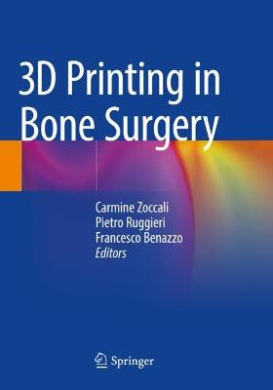 3D Printing in
Bone Surgery
Carmine Zoccali
Pietro Ruggieri
Francesco Benazzo
Editors
Springer